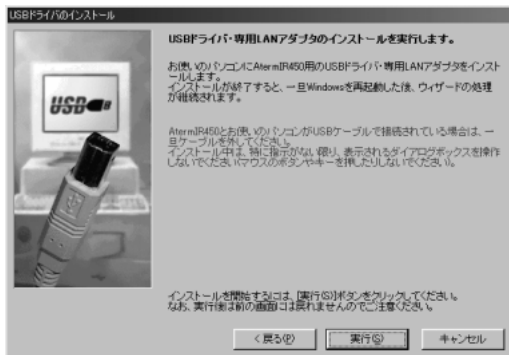 USBドライバのインストール
USBドライバ・専用LANアダプタのインストールを実行します。
お使いのパソコンにAtermIR450用のUSBドライバ・専用LANアダプタをインスト
ールします。
インストールが終了すると、一旦Windowsを再起動した後、ウィザードの処理
が継続されます。
AtermIR450とお使いのパソコンがUSBケーブルで接続されている場合は、一
旦ケーブルを外してください。
インストール中は、特に指示がない限り、表示されるダイアログボックスを操作
しないでください(マウスのボタンやキーを押したりしないでください)。
USB
インストールを開始するには、[実行(S)]ボタンをクリックしてください。
なお、実行後は前の画面には戻れませんのでご注意ください。
< 戻る(P)
実行(S)
キャンセル